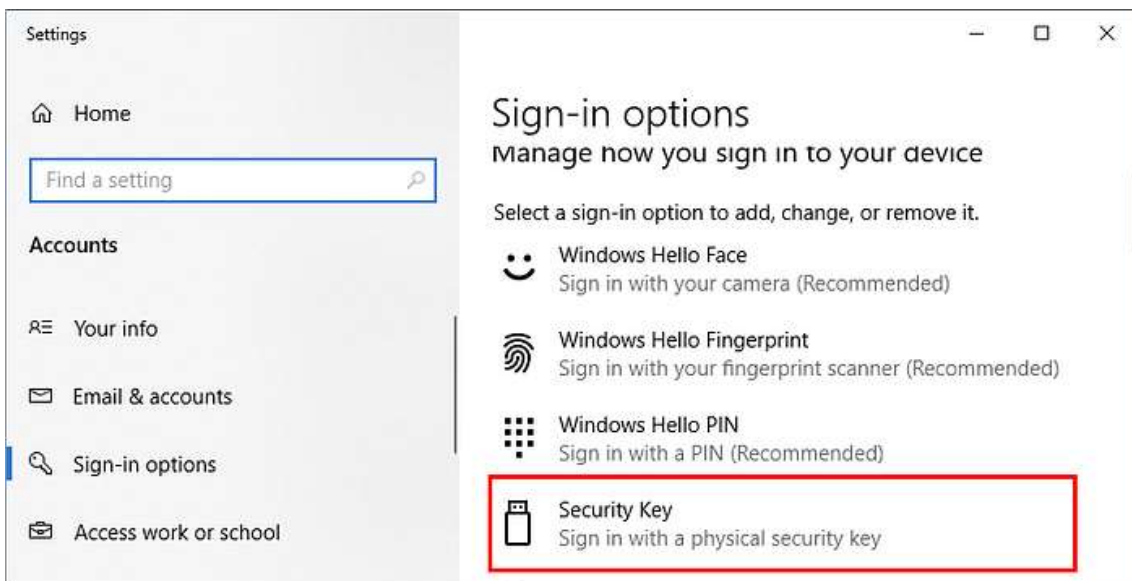 Settings
Home
Find a setting
Accounts
Your info
Email & accounts
Sign-in options
Access work or school
Sign-in options
Manage how you sign in to your device
Select a sign-in option to add, change, or remove it.
Windows Hello Face
Sign in with your camera (Recommended)
Windows Hello Fingerprint
Sign in with your fingerprint scanner (Recommended)
Windows Hello PIN
Sign in with a PIN (Recommended)
Security Key
Sign in with a physical security key